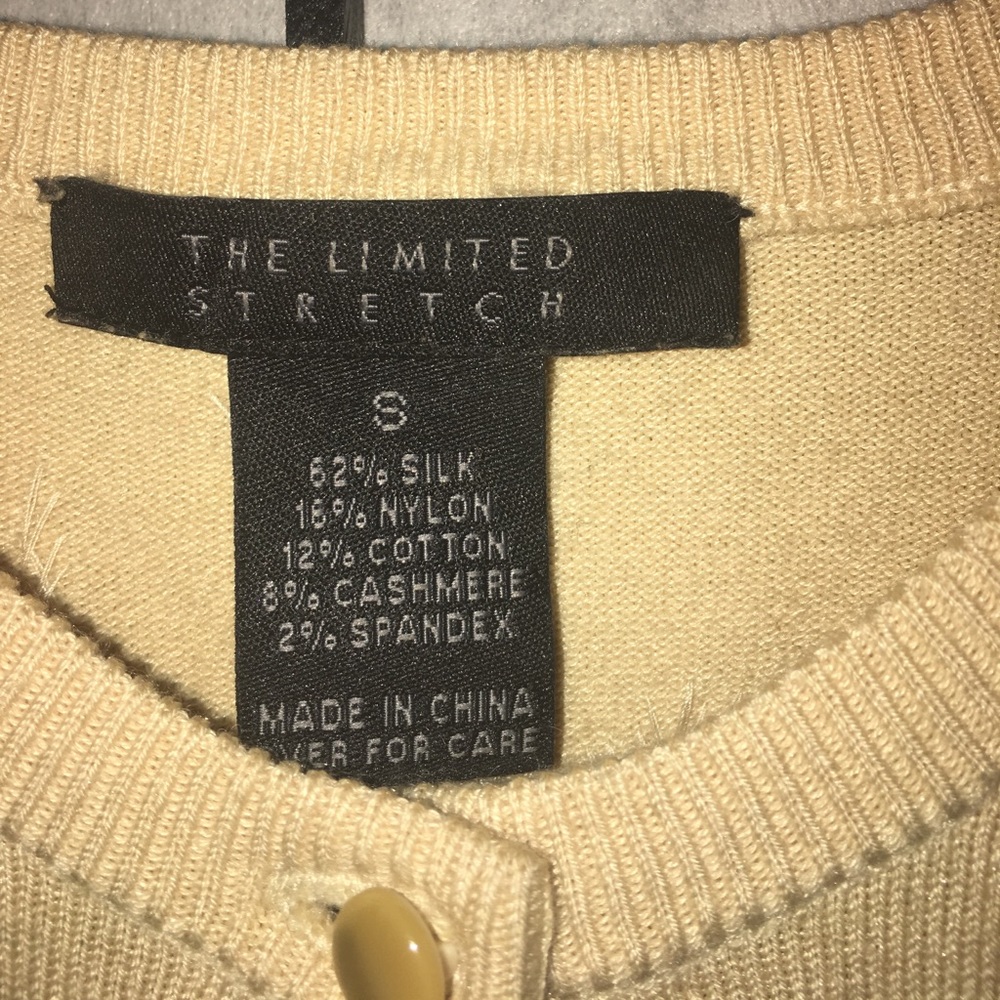 THE LIMITED
STRETCH
S
62% SILK
16% NYLON
12% COTTON
8% CASHMERE
2% SPANDEX
MADE IN CHINA
FOR CARE